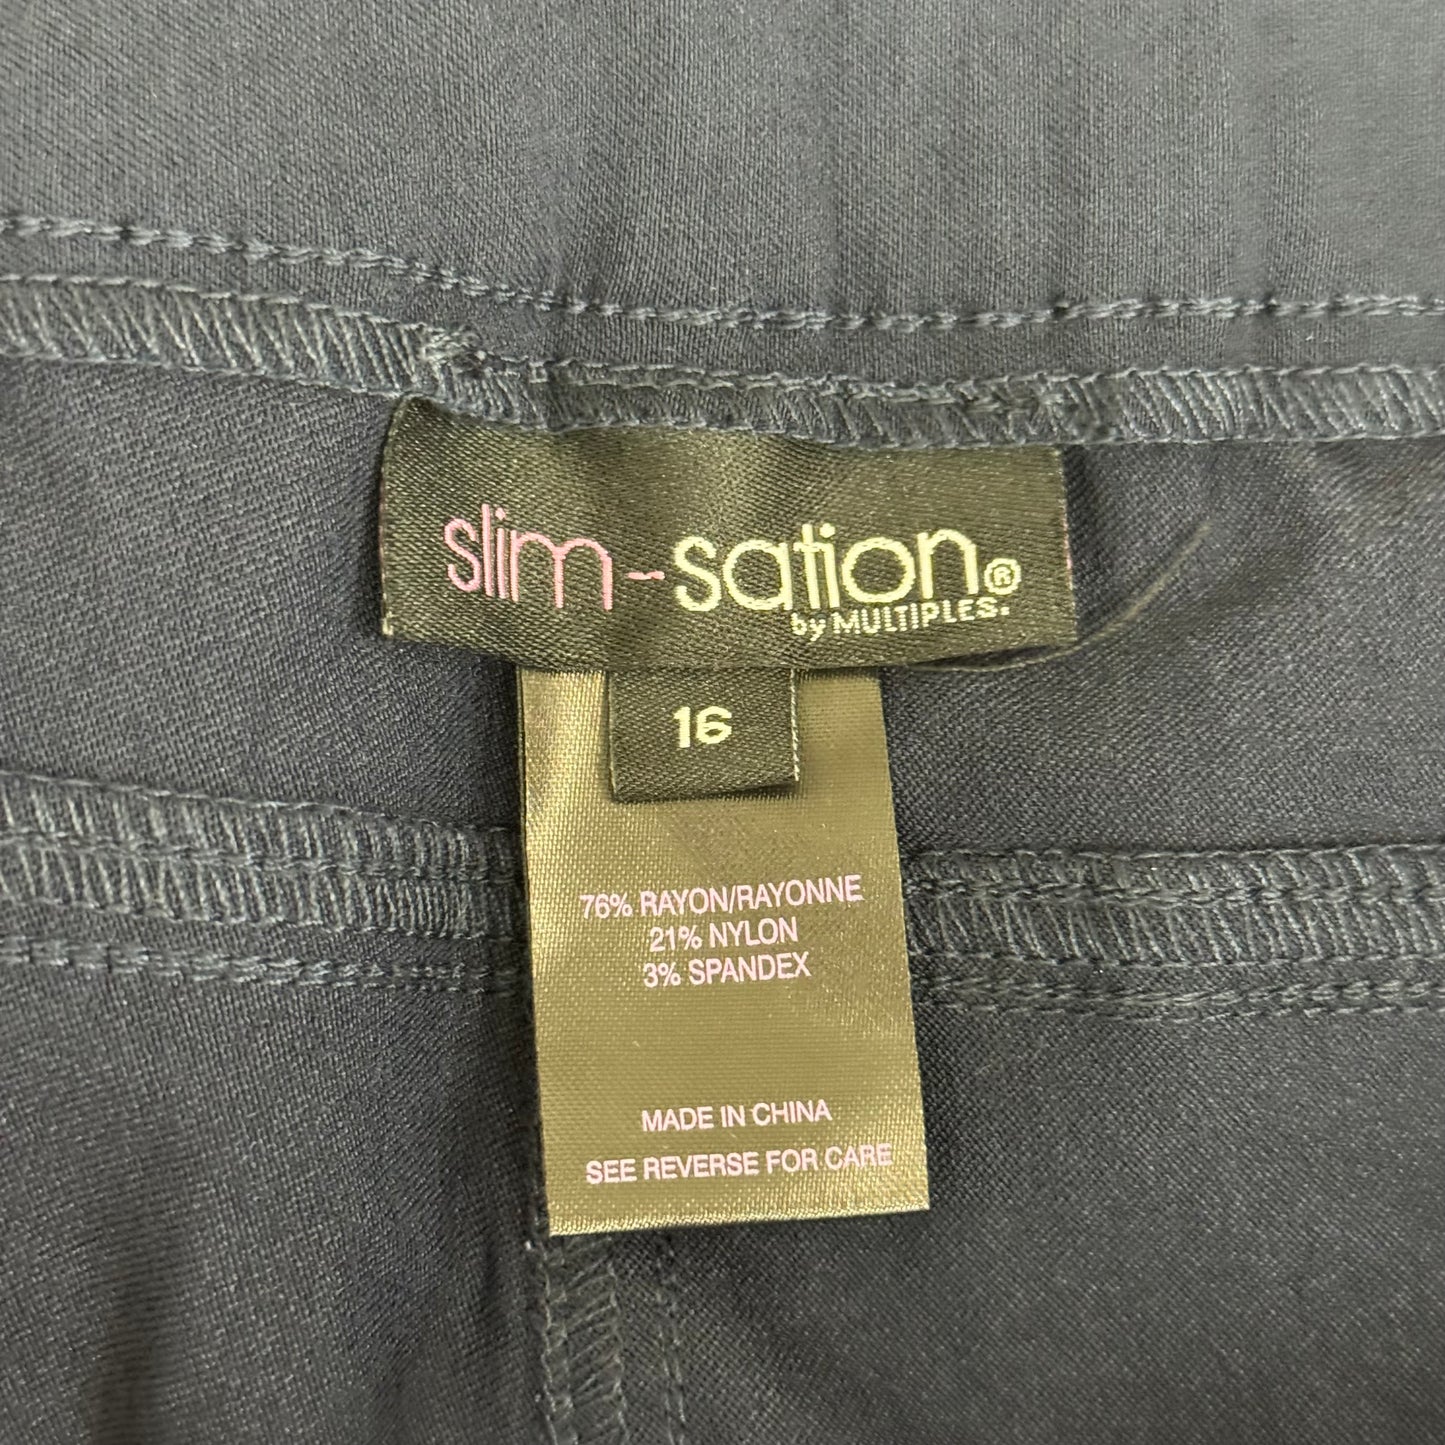 slim-sation®
by MULTIPLES.
16
76% RAYON/RAYONNE
21% NYLON
3% SPANDEX
MADE IN CHINA
SEE REVERSE FOR CARE